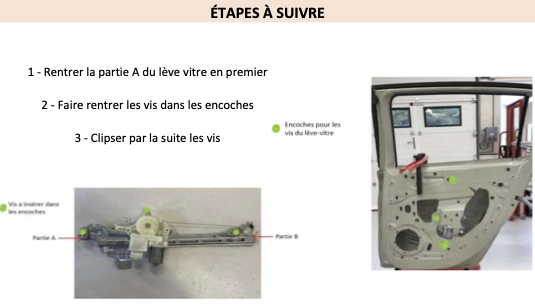 ÉTAPES À SUIVRE
1 - Rentrer la partie A du lève vitre en premier
2 - Faire rentrer les vis dans les encoches
3 - Clipser par la suite les vis
Encoches pour les
vis du lève-vitre
Vis a insérer dans
les encoches
Partie A
Partie B